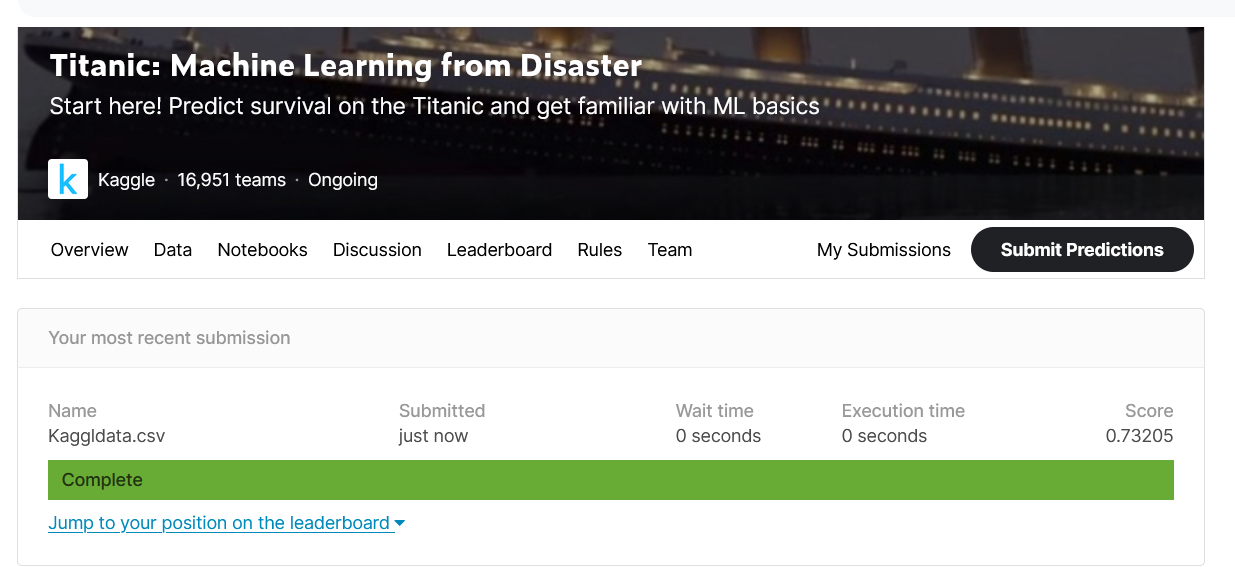 Titanic: Machine Learning from Disaster
Start here! Predict survival on the Titanic and get familiar with ML basics
k Kaggle · 16,951 teams · Ongoing
Overview Data Notebooks Discussion Leaderboard Rules Team My Submissions Submit Predictions
Your most recent submission
Name Submitted Wait time Execution time Score
Kaggldata.csv just now 0 seconds 0 seconds 0.73205
Complete
Jump to your position on the leaderboard